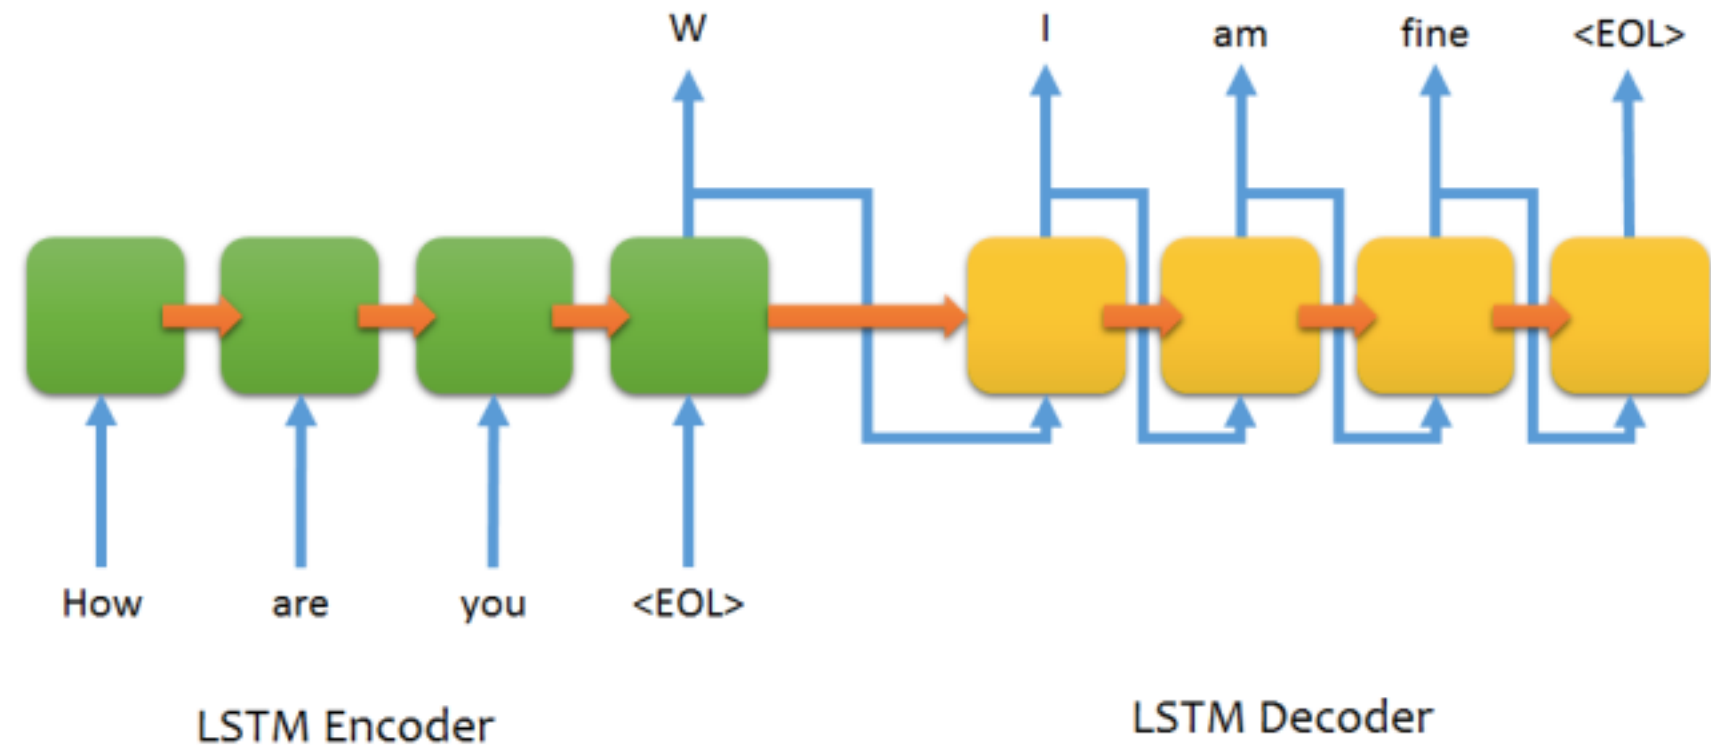 W I am fine <EOL>
How are you <EOL>
LSTM Encoder LSTM Decoder